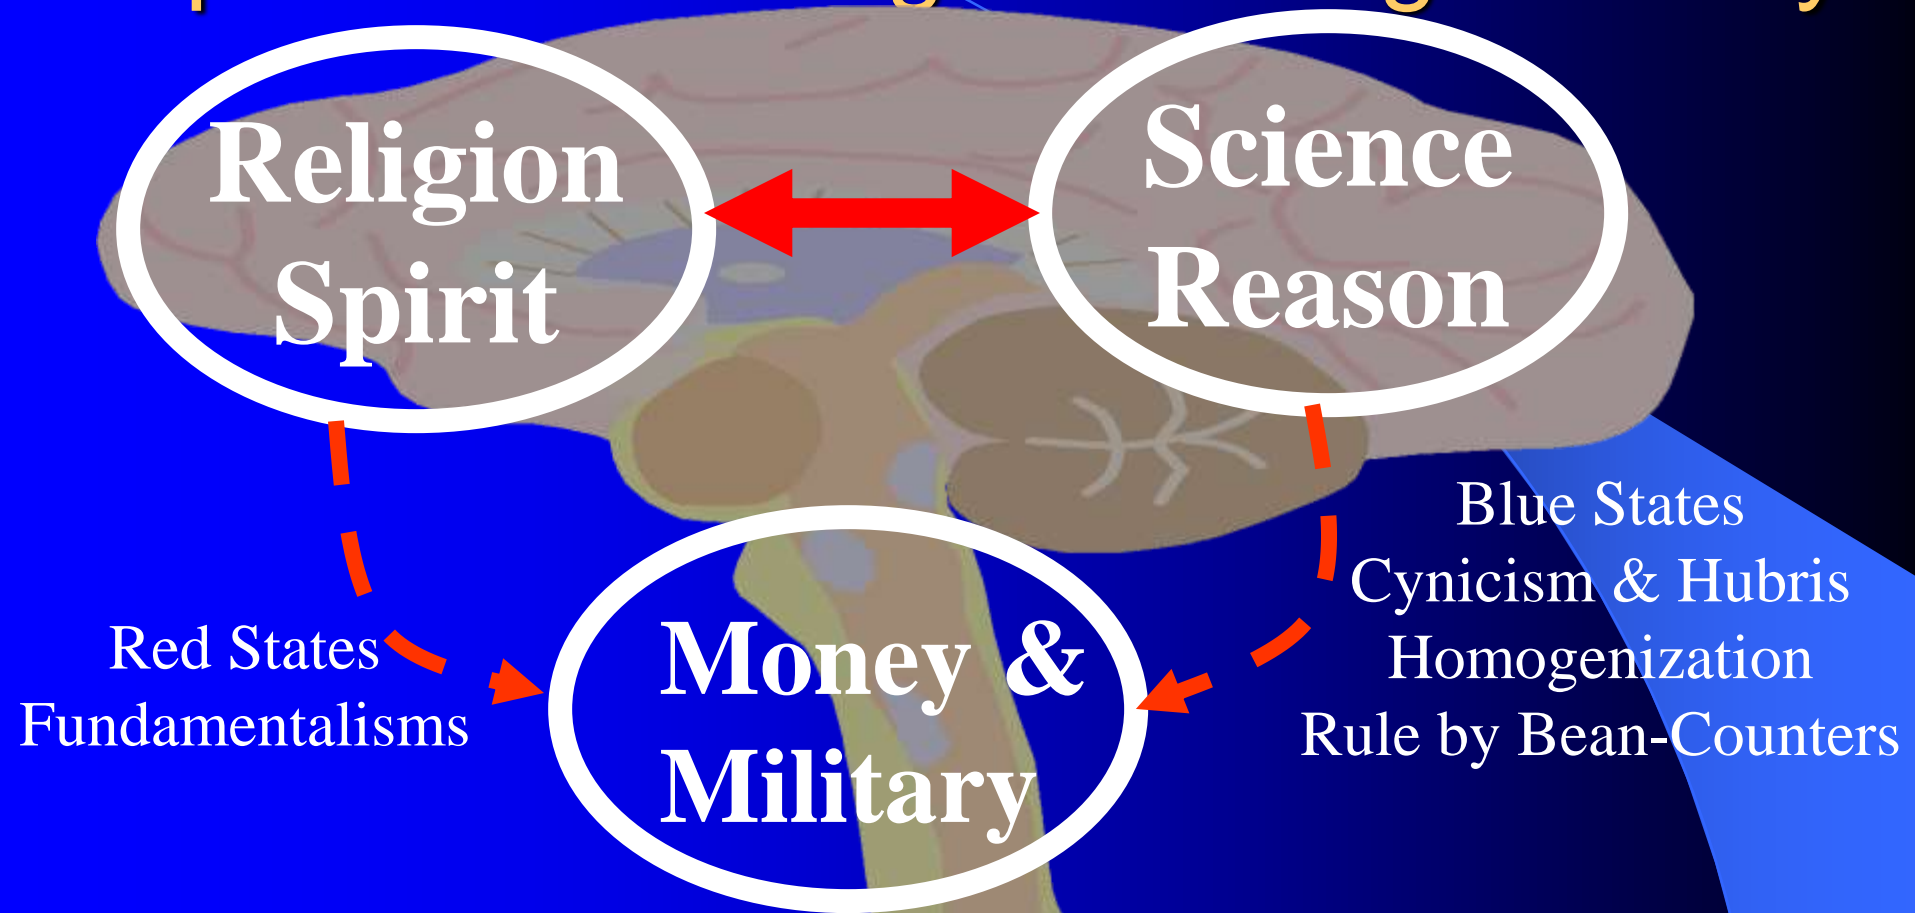 Religion
Spirit
Science
Reason
Red States
Fundamentalisms
Money &
Military
Blue States
Cynicism & Hubris
Homogenization
Rule by Bean-Counters